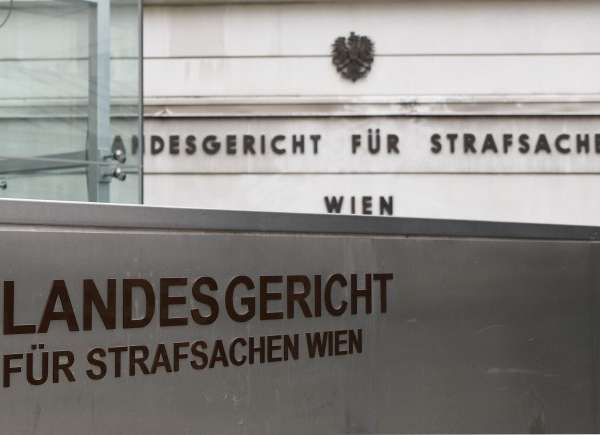 ANDESGERICHT FÜR STRAFSACHE
WIEN
LANDESGERICHT
FÜR STRAFSACHEN WIEN